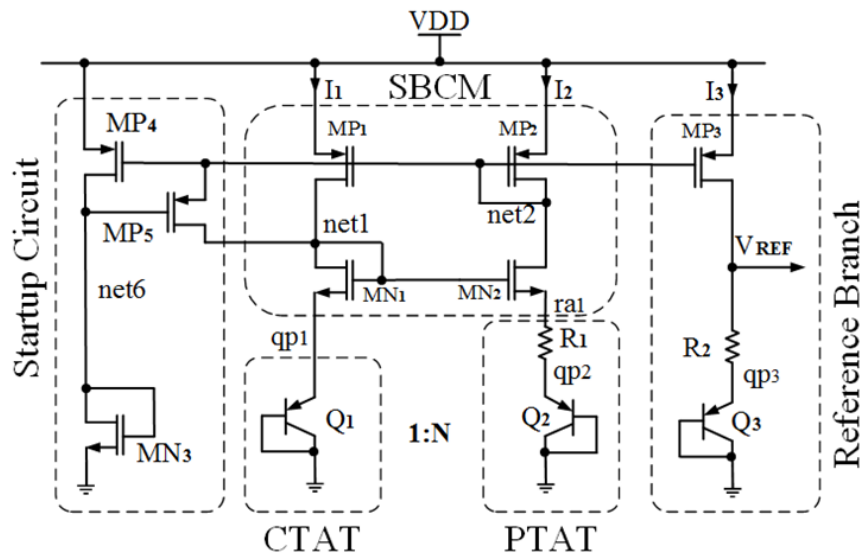 VDD
I1
SBCM
I2
I3
MP4
MP1
MP2
MP3
MP5
net1
net2
VREF
net6
MN1
MN2
ra1
qp1
R1
R2
qp2
qp3
Q1
1:N
Q2
Q3
MN3
CTAT
PTAT
Startup Circuit
Reference Branch